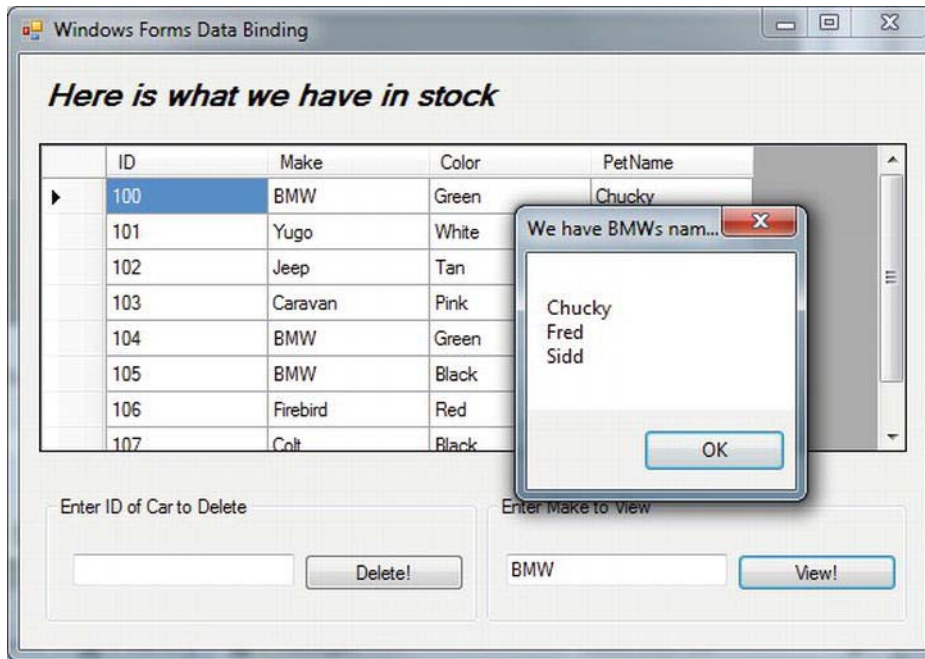 Windows Forms Data Binding
Here is what we have in stock
ID Make Color PetName
100 BMW Green Chucky
101 Yugo White
102 Jeep Tan
103 Caravan Pink
104 BMW Green
105 BMW Black
106 Firebird Red
107 Colt Black
We have BMWs nam...
Chucky
Fred
Sidd
OK
Enter ID of Car to Delete
Delete!
Enter Make to View
BMW
View!